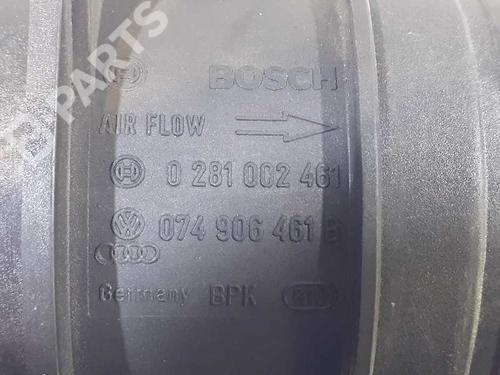 BOSCH
AIR FLOW
0 281 002 461
074 906 461 B
Germany BPK
PARTS